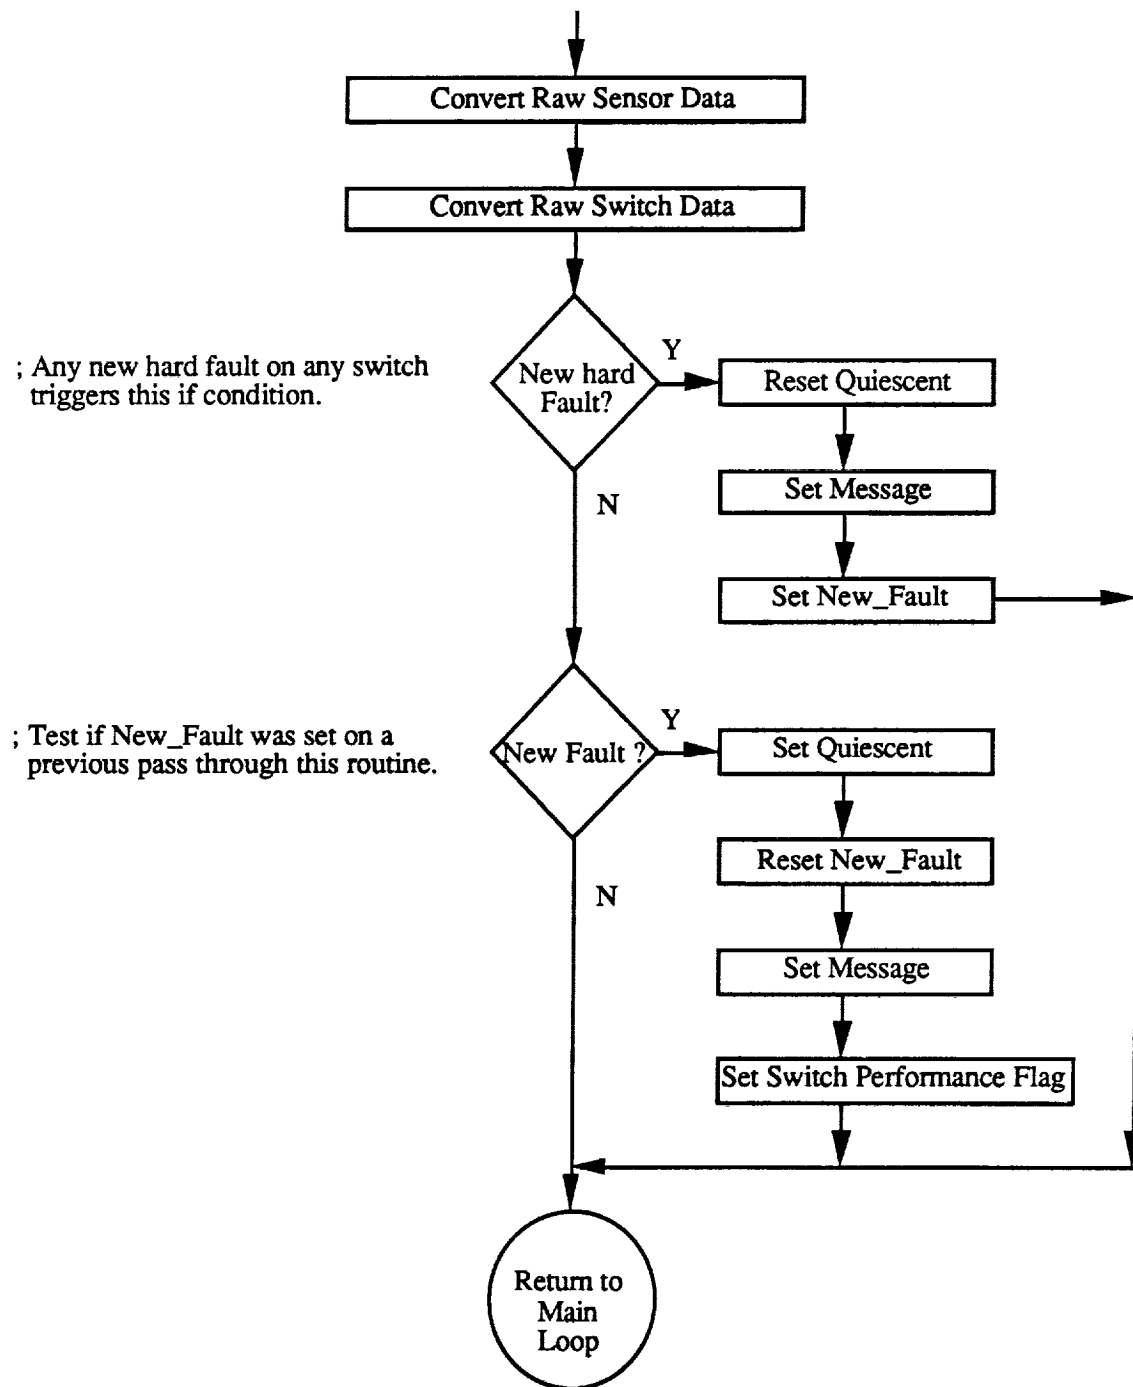 Convert Raw Sensor Data
Convert Raw Switch Data
; Any new hard fault on any switch
triggers this if condition.
New hard
Fault?
Y
Reset Quiescent
Set Message
N
Set New_Fault
; Test if New_Fault was set on a
previous pass through this routine.
New Fault ?
Y
Set Quiescent
Reset New_Fault
N
Set Message
Set Switch Performance Flag
Return to
Main
Loop